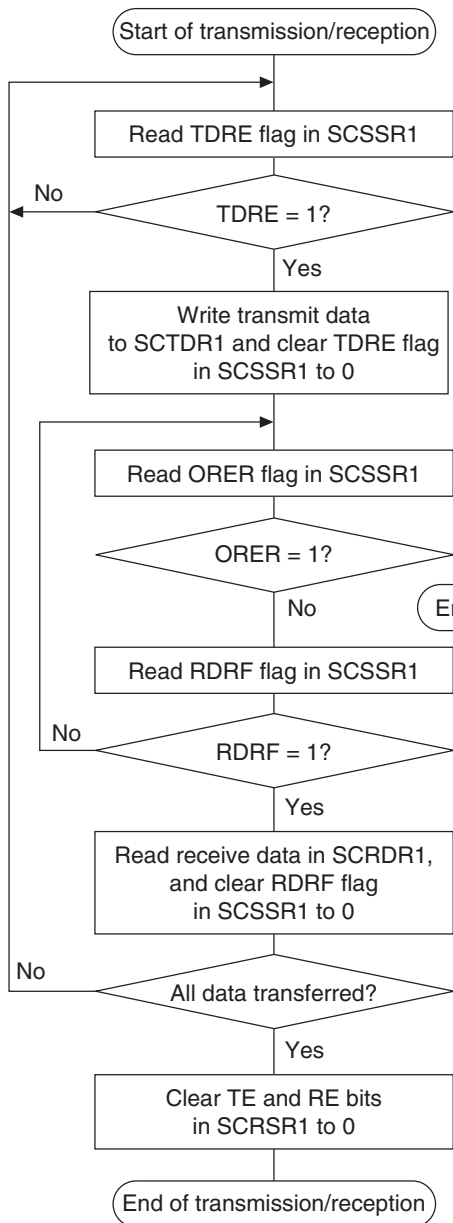 Start of transmission/reception
Read TDRE flag in SCSSR1
No
TDRE = 1?
Yes
Write transmit data
to SCTDR1 and clear TDRE flag
in SCSSR1 to 0
Read ORER flag in SCSSR1
ORER = 1?
No
Read RDRF flag in SCSSR1
No
RDRF = 1?
Yes
Read receive data in SCRDR1,
and clear RDRF flag
in SCSSR1 to 0
No
All data transferred?
Yes
Clear TE and RE bits
in SCRSR1 to 0
End of transmission/reception